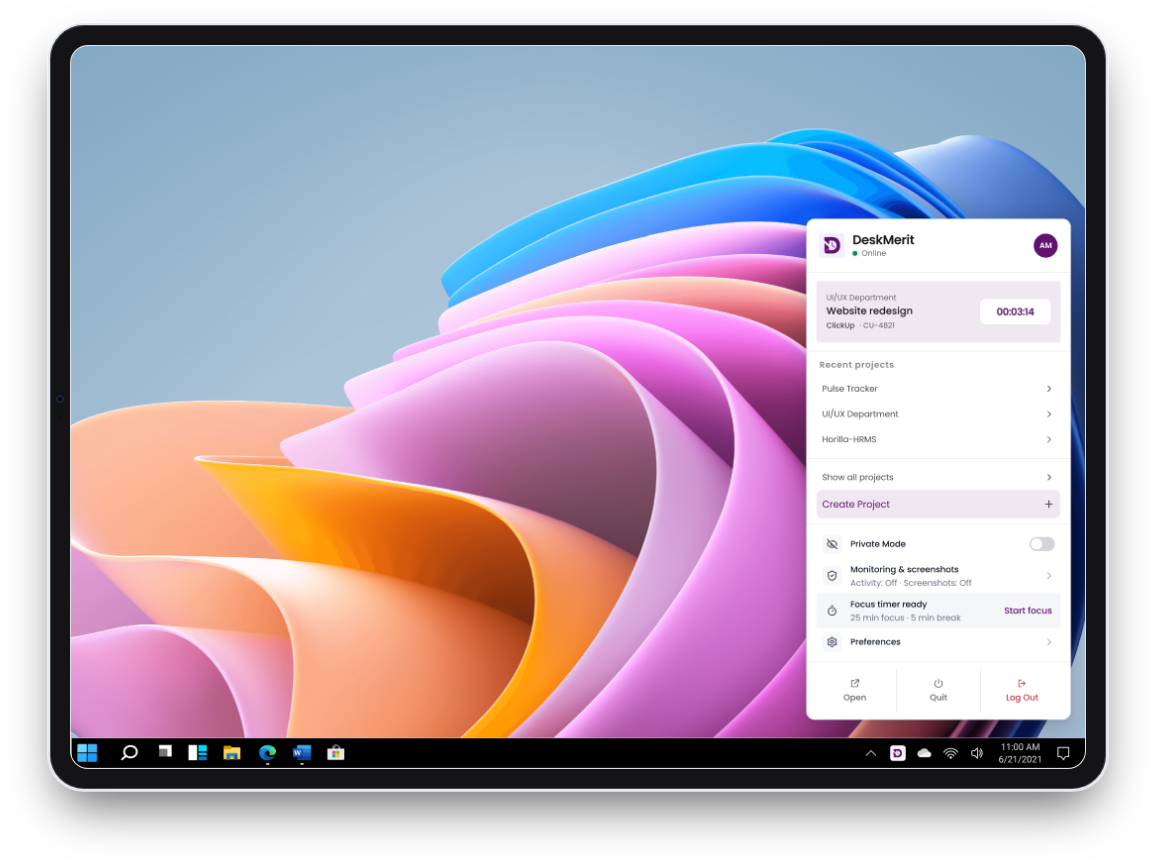 DeskMerit
Online
AM
UI/UX Department
Website redesign
ClickUp · CU-4821
00:03:14
Recent projects
Pulse Tracker
UI/UX Department
Horilla-HRMS
Show all projects
Create Project
Private Mode
Monitoring & screenshots
Activity: Off · Screenshots: Off
Focus timer ready
25 min focus · 5 min break
Start focus
Preferences
Open
Quit
Log Out
W
11:00 AM
6/21/2021